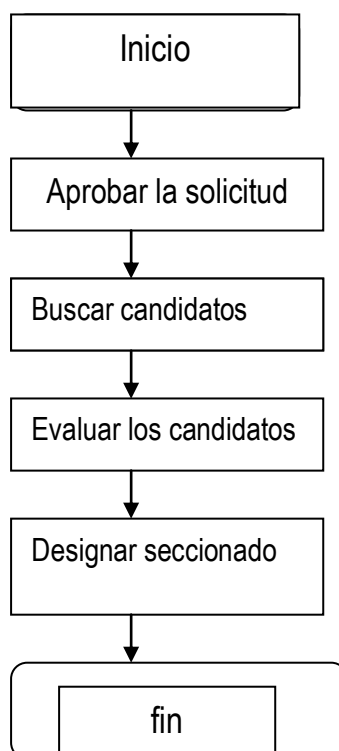 Inicio
Aprobar la solicitud
Buscar candidatos
Evaluar los candidatos
Designar seccionado
fin